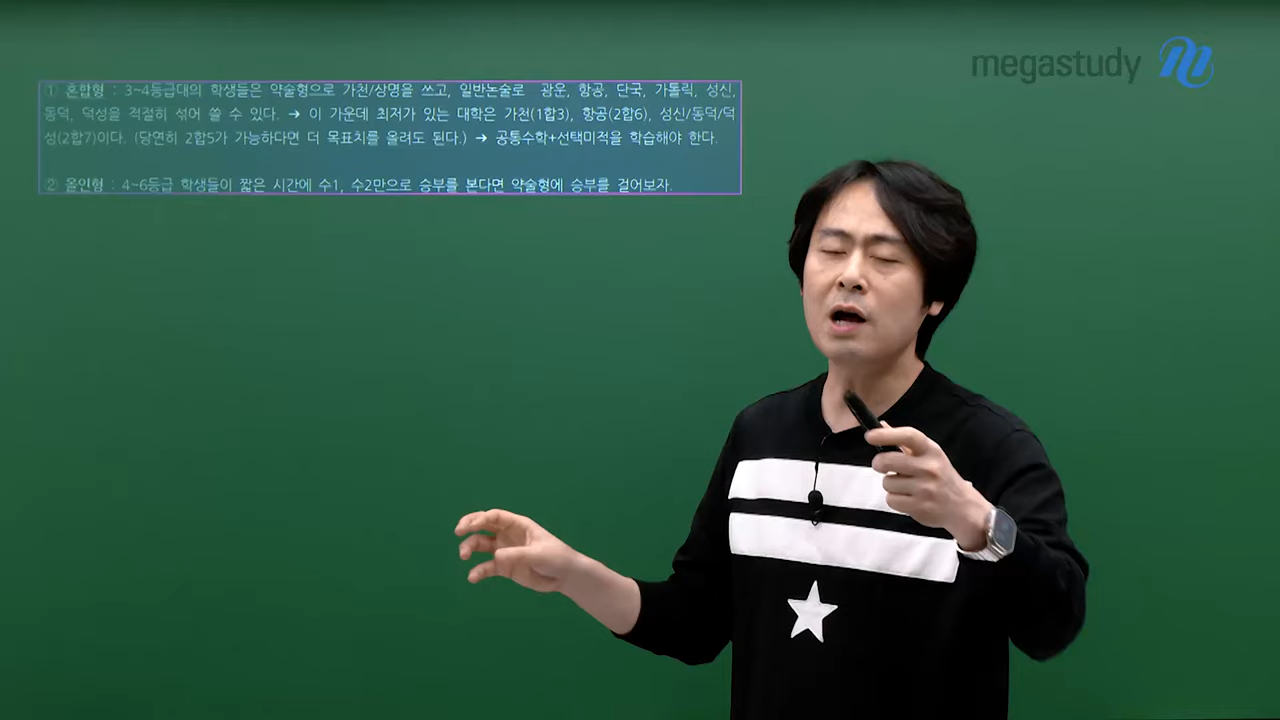 megastudy
① 혼합형 : 3~4등급대의 학생들은 약술형으로 가천/상명을 쓰고, 일반논술로 광운, 항공, 단국, 가톨릭, 성신,
동덕, 덕성을 적절히 섞어 쓸 수 있다. → 이 가운데 최저가 있는 대학은 가천(1합3), 항공(2합6), 성신/동덕/덕
성(2합7)이다. (당연히 2합5가 가능하다면 더 목표치를 올려도 된다.) → 공통수학+선택미적을 학습해야 한다.
② 올인형 : 4~6등급 학생들이 짧은 시간에 수1, 수2만으로 승부를 본다면 약술형에 승부를 걸어보자.